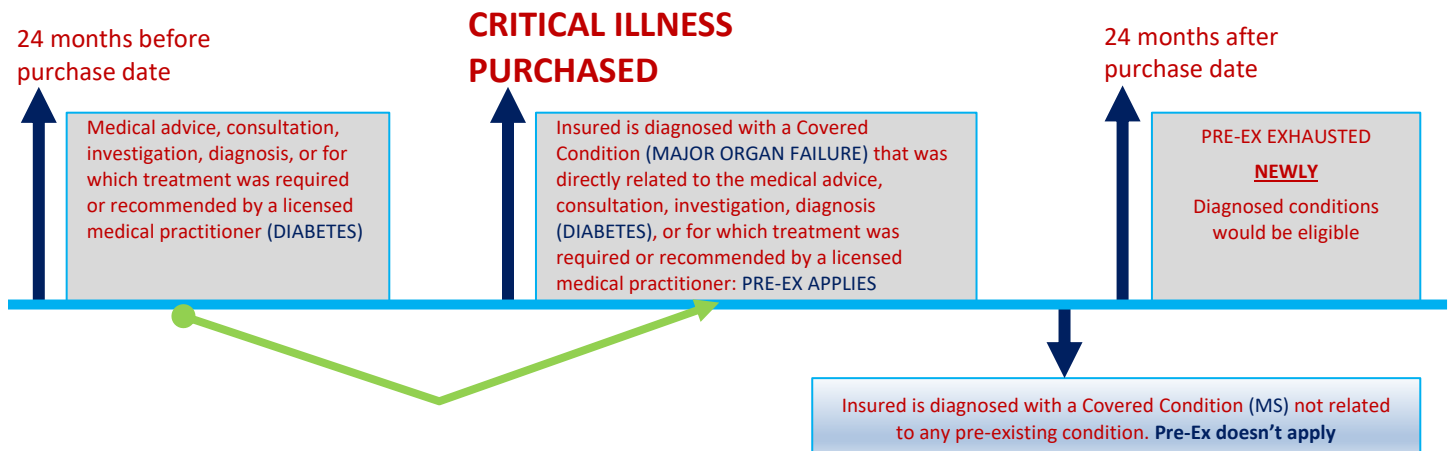 24 months before
purchase date
CRITICAL ILLNESS
PURCHASED
24 months after
purchase date
Medical advice, consultation,
investigation, diagnosis, or for
which treatment was required
or recommended by a licensed
medical practitioner (DIABETES)
Insured is diagnosed with a Covered
Condition (MAJOR ORGAN FAILURE) that was
directly related to the medical advice,
consultation, investigation, diagnosis
(DIABETES), or for which treatment was
required or recommended by a licensed
medical practitioner: PRE-EX APPLIES
PRE-EX EXHAUSTED
NEWLY
Diagnosed conditions
would be eligible
Insured is diagnosed with a Covered Condition (MS) not related
to any pre-existing condition. Pre-Ex doesn’t apply